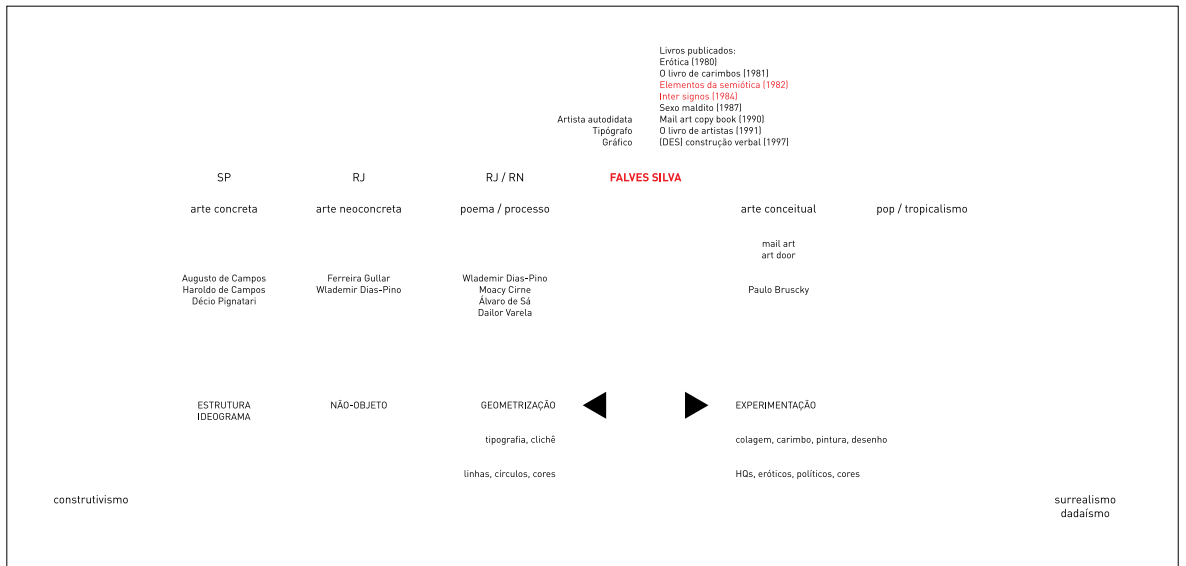 Livros publicados:
Erótica (1980)
O livro de carimbos (1981)
Elementos da semiótica (1982)
Inter signos (1984)
Sexo maldito (1987)
Artista autodidata Mail art copy book (1990)
Tipógrafo O livro de artistas (1991)
Gráfico (DES) construção verbal (1997)
SP RJ RJ / RN FALVES SILVA
arte concreta arte neoconcreta poema / processo arte conceitual pop / tropicalismo
mail art
art door
Augusto de Campos Ferreira Gullar Wlademir Dias-Pino
Haroldo de Campos Wlademir Dias-Pino Moacy Cirne Paulo Bruscky
Décio Pignatari Álvaro de Sá
Dailor Varela
ESTRUTURA NÃO-OBJETO GEOMETRIZAÇÃO EXPERIMENTAÇÃO
IDEOGRAMA
tipografia, clichê colagem, carimbo, pintura, desenho
linhas, círculos, cores HQs, eróticos, políticos, cores
construtivismo surrealismo
dadaísmo